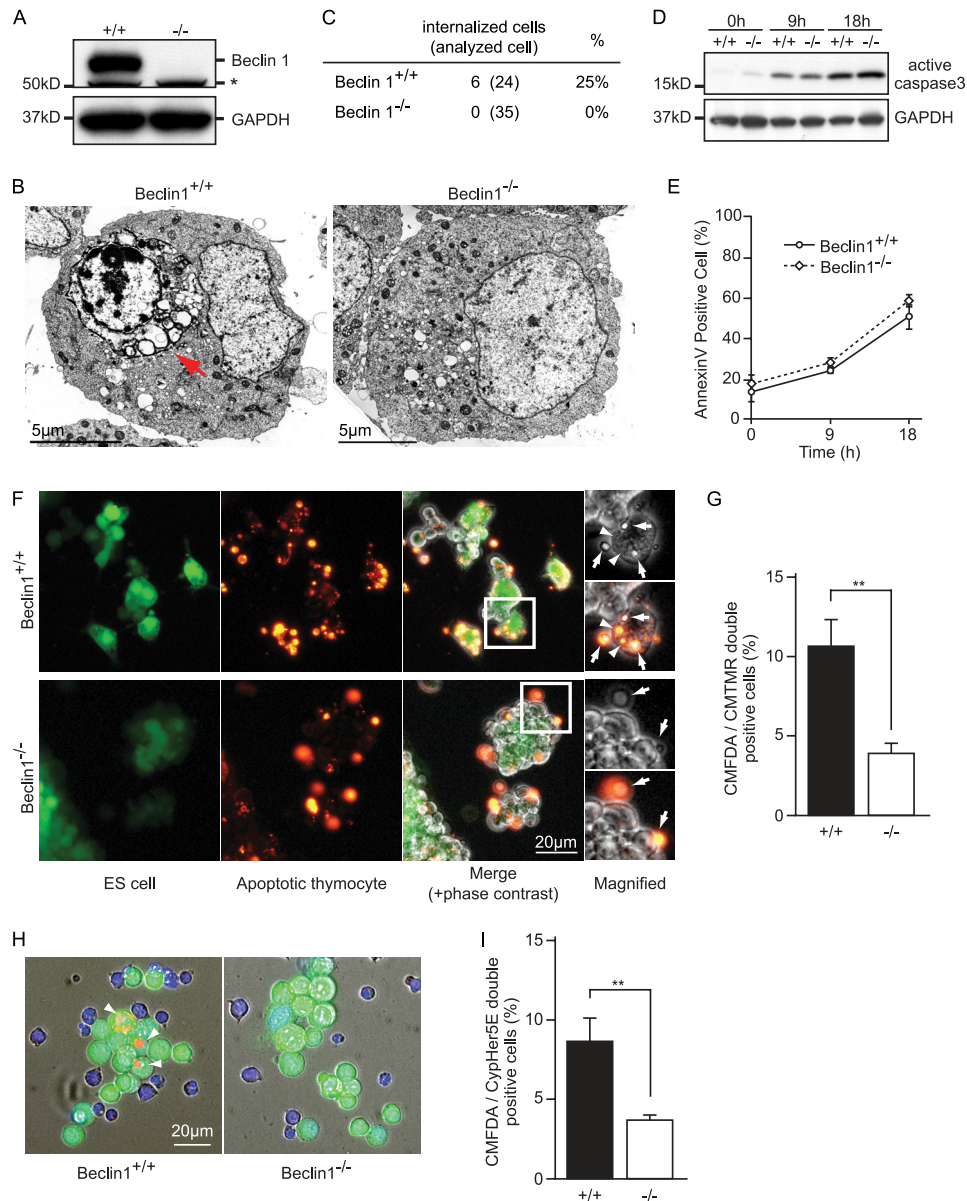 A
+/+ -/-
Beclin 1
50kD *
37kD GAPDH
C
internalized cells
(analyzed cell) %
Beclin 1+/+ 6 (24) 25%
Beclin 1-/- 0 (35) 0%
D
0h 9h 18h
+/+ -/- +/+ -/- +/+ -/-
15kD active
caspase3
37kD GAPDH
B
Beclin1+/+ Beclin1-/-
5µm 5µm
E
AnnexinV Positive Cell (%)
100
80
60
40
20
0
Beclin1+/+
Beclin1-/-
0 9 18
Time (h)
F
Beclin1+/+
Beclin1-/-
20µm
ES cell Apoptotic thymocyte Merge
(+phase contrast) Magnified
G
CMFDA / CMTMR double
positive cells (%)
15
10
5
0
**
+/+ -/-
H
20µm
Beclin1+/+ Beclin1-/-
I
CMFDA / CypHer5E double
positive cells (%)
15
10
5
0
**
+/+ -/-